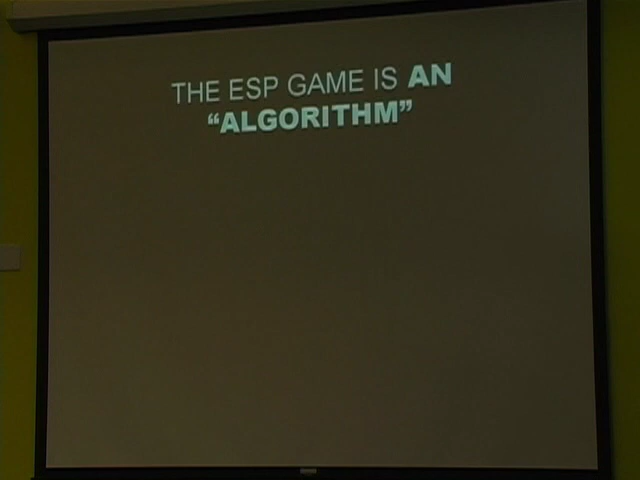 THE ESP GAME IS AN
“ALGORITHM”